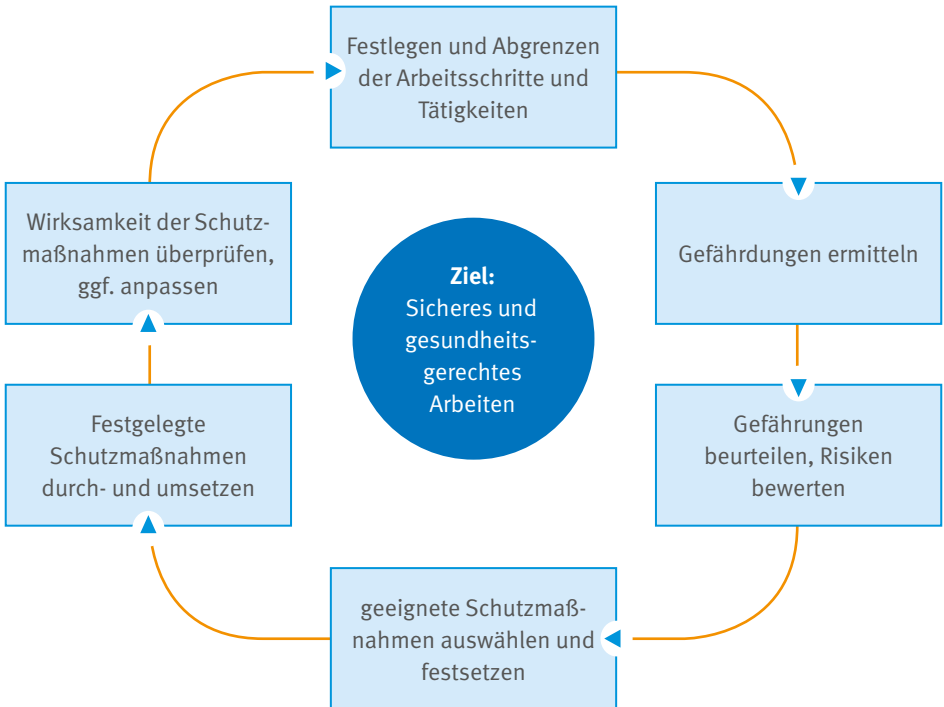 Festlegen und Abgrenzen
der Arbeitsschritte und
Tätigkeiten
Gefährdungen ermitteln
Gefährungen
beurteilen, Risiken
bewerten
geeignete Schutzmaß-
nahmen auswählen und
festsetzen
Festgelegte
Schutzmaßnahmen
durch- und umsetzen
Wirksamkeit der Schutz-
maßnahmen überprüfen,
ggf. anpassen
Ziel:
Sicheres und
gesundheits-
gerechtes
Arbeiten